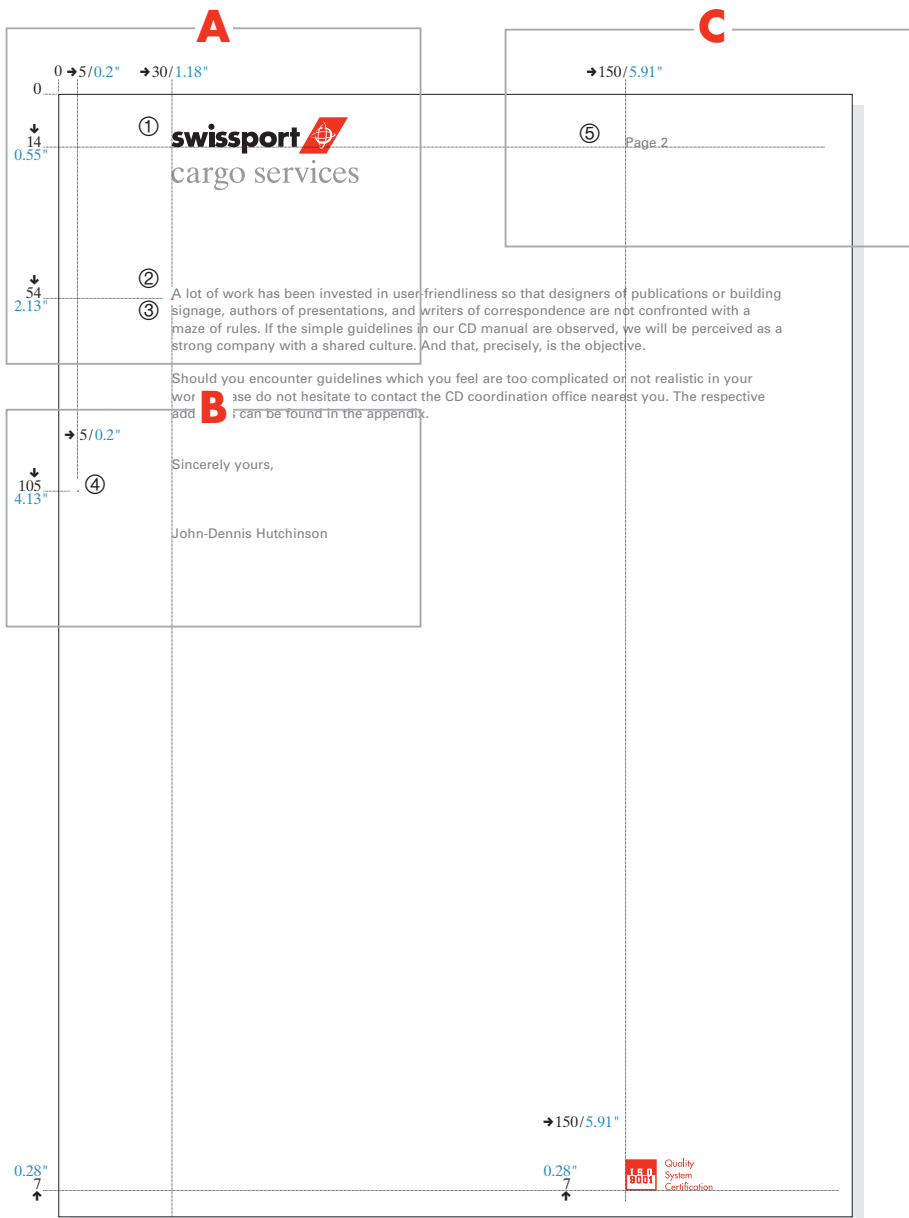 A
C
0 →5/0.2" →30/1.18" →150/5.91"
0
① swissport ⑤ Page 2
↓
14
0.55"
cargo services
②
↓
54
2.13"
③
A lot of work has been invested in user-friendliness so that designers of publications or building
signage, authors of presentations, and writers of correspondence are not confronted with a
maze of rules. If the simple guidelines in our CD manual are observed, we will be perceived as a
strong company with a shared culture. And that, precisely, is the objective.
Should you encounter guidelines which you feel are too complicated or not realistic in your
do not hesitate to contact the CD coordination office nearest you. The respective
can be found in the appendix.
B
→5/0.2"
Sincerely yours,
↓
105
4.13"
④
John-Dennis Hutchinson
→150/5.91"
0.28"
7
↑
0.28"
7
↑
ISO
9001
Quality
System
Certification